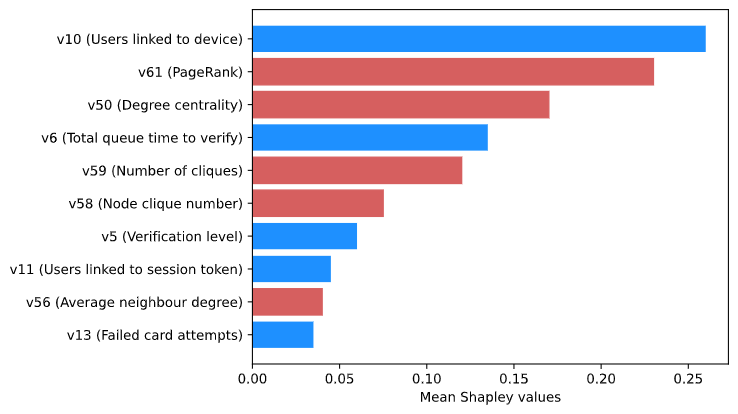 v10 (Users linked to device)
v61 (PageRank)
v50 (Degree centrality)
v6 (Total queue time to verify)
v59 (Number of cliques)
v58 (Node clique number)
v5 (Verification level)
v11 (Users linked to session token)
v56 (Average neighbour degree)
v13 (Failed card attempts)
0.00 0.05 0.10 0.15 0.20 0.25
Mean Shapley values